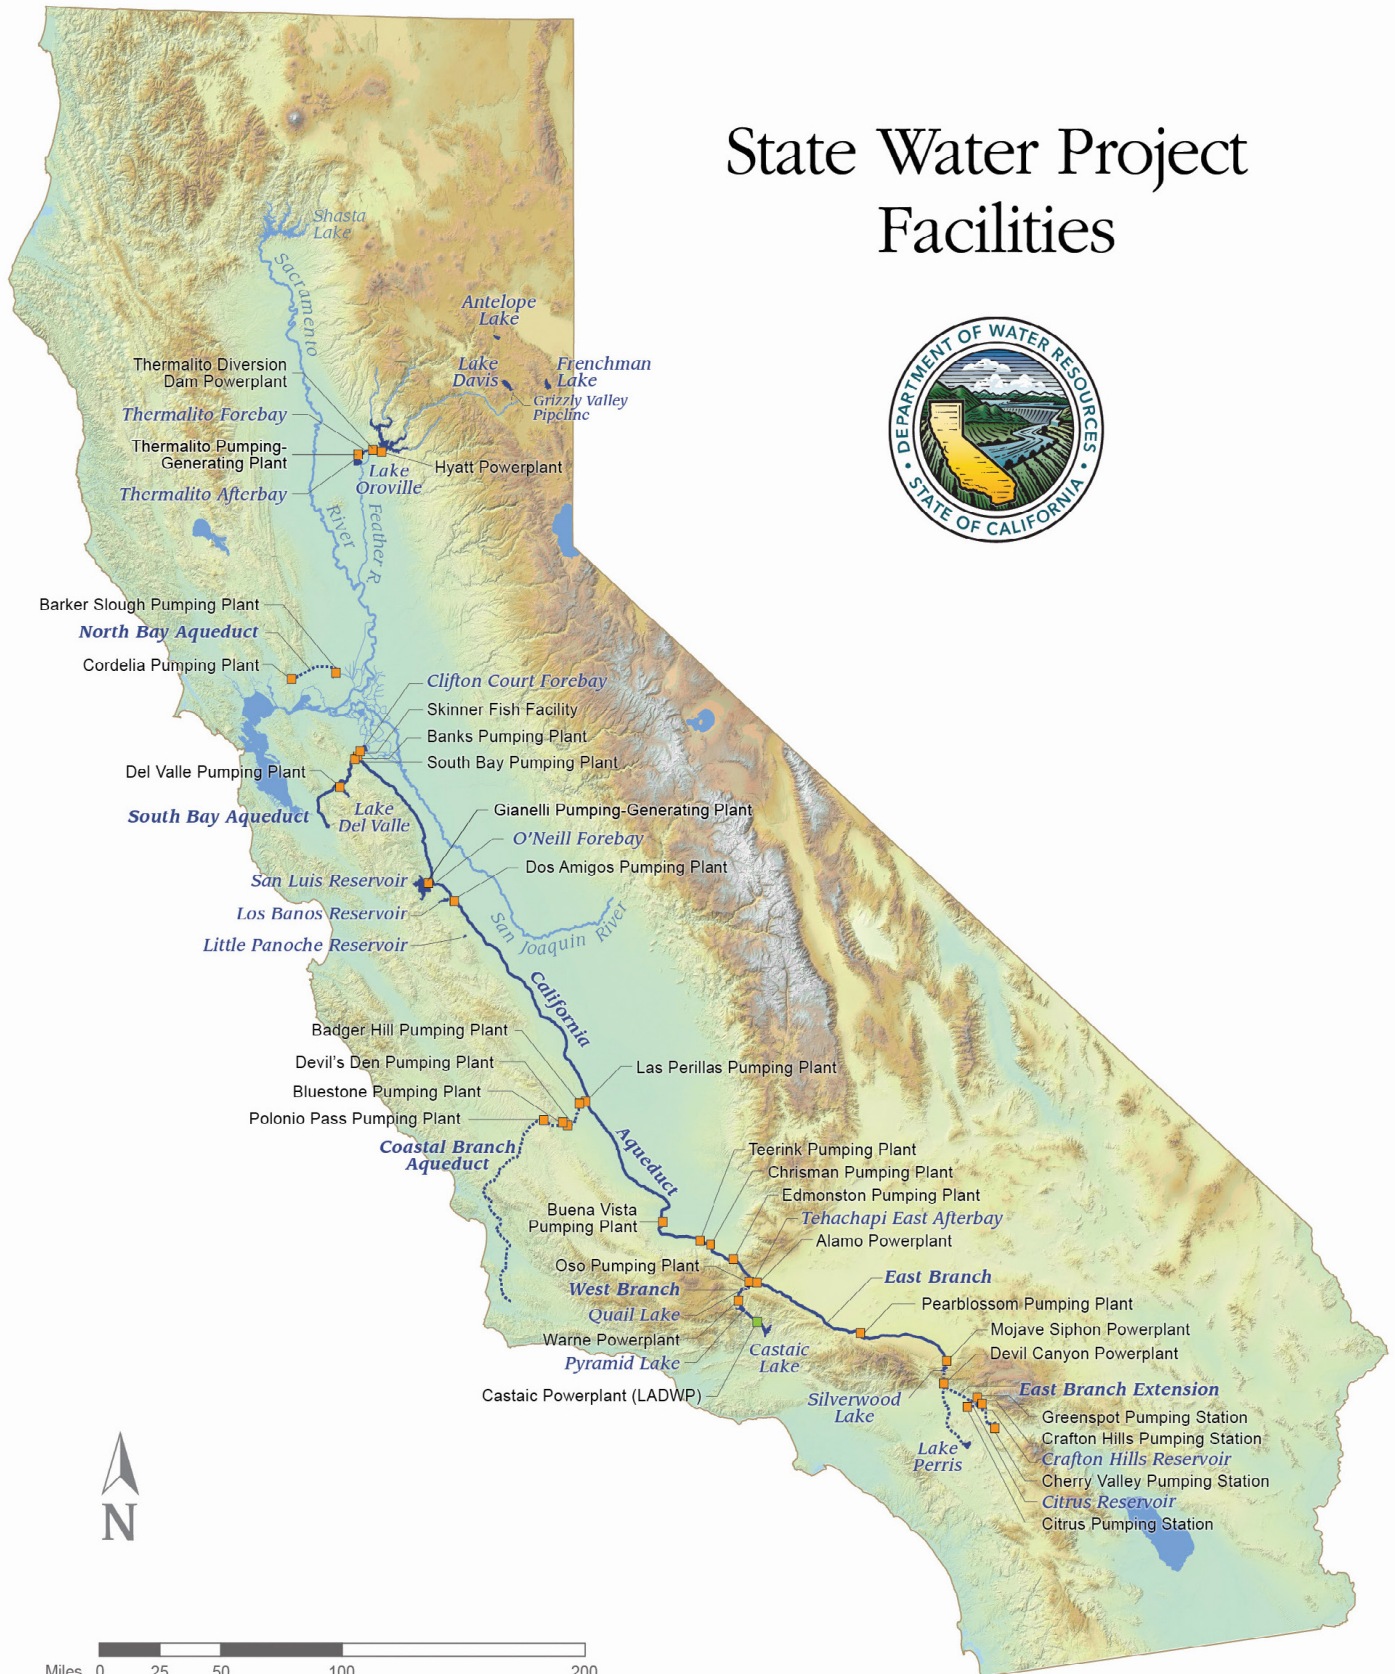 State Water Project
Facilities
DEPARTMENT OF WATER RESOURCES
STATE OF CALIFORNIA
Shasta
Lake
Sacramento
River
Antelope
Lake
Lake
Davis
Frenchman
Lake
Grizzly Valley
Pipeline
Thermalito Diversion
Dam Powerplant
Thermalito Forebay
Thermalito Pumping-
Generating Plant
Thermalito Afterbay
Lake
Oroville
Hyatt Powerplant
Feather R.
Barker Slough Pumping Plant
North Bay Aqueduct
Cordelia Pumping Plant
Clifton Court Forebay
Skinner Fish Facility
Banks Pumping Plant
South Bay Pumping Plant
Del Valle Pumping Plant
South Bay Aqueduct
Lake
Del Valle
Gianelli Pumping-Generating Plant
O'Neill Forebay
Dos Amigos Pumping Plant
San Luis Reservoir
Los Banos Reservoir
Little Panoche Reservoir
San Joaquin River
California
Aqueduct
Badger Hill Pumping Plant
Devil's Den Pumping Plant
Bluestone Pumping Plant
Polonio Pass Pumping Plant
Las Perillas Pumping Plant
Coastal Branch
Aqueduct
Teerink Pumping Plant
Chrisman Pumping Plant
Edmonston Pumping Plant
Tehachapi East Afterbay
Alamo Powerplant
Buena Vista
Pumping Plant
Oso Pumping Plant
West Branch
Quail Lake
Warne Powerplant
Pyramid Lake
Castaic Powerplant (LADWP)
Castaic
Lake
East Branch
Pearblossom Pumping Plant
Mojave Siphon Powerplant
Devil Canyon Powerplant
Silverwood
Lake
East Branch Extension
Greenspot Pumping Station
Crafton Hills Pumping Station
Crafton Hills Reservoir
Cherry Valley Pumping Station
Citrus Reservoir
Citrus Pumping Station
Lake
Perris
N
Miles 0 25 50 100 200